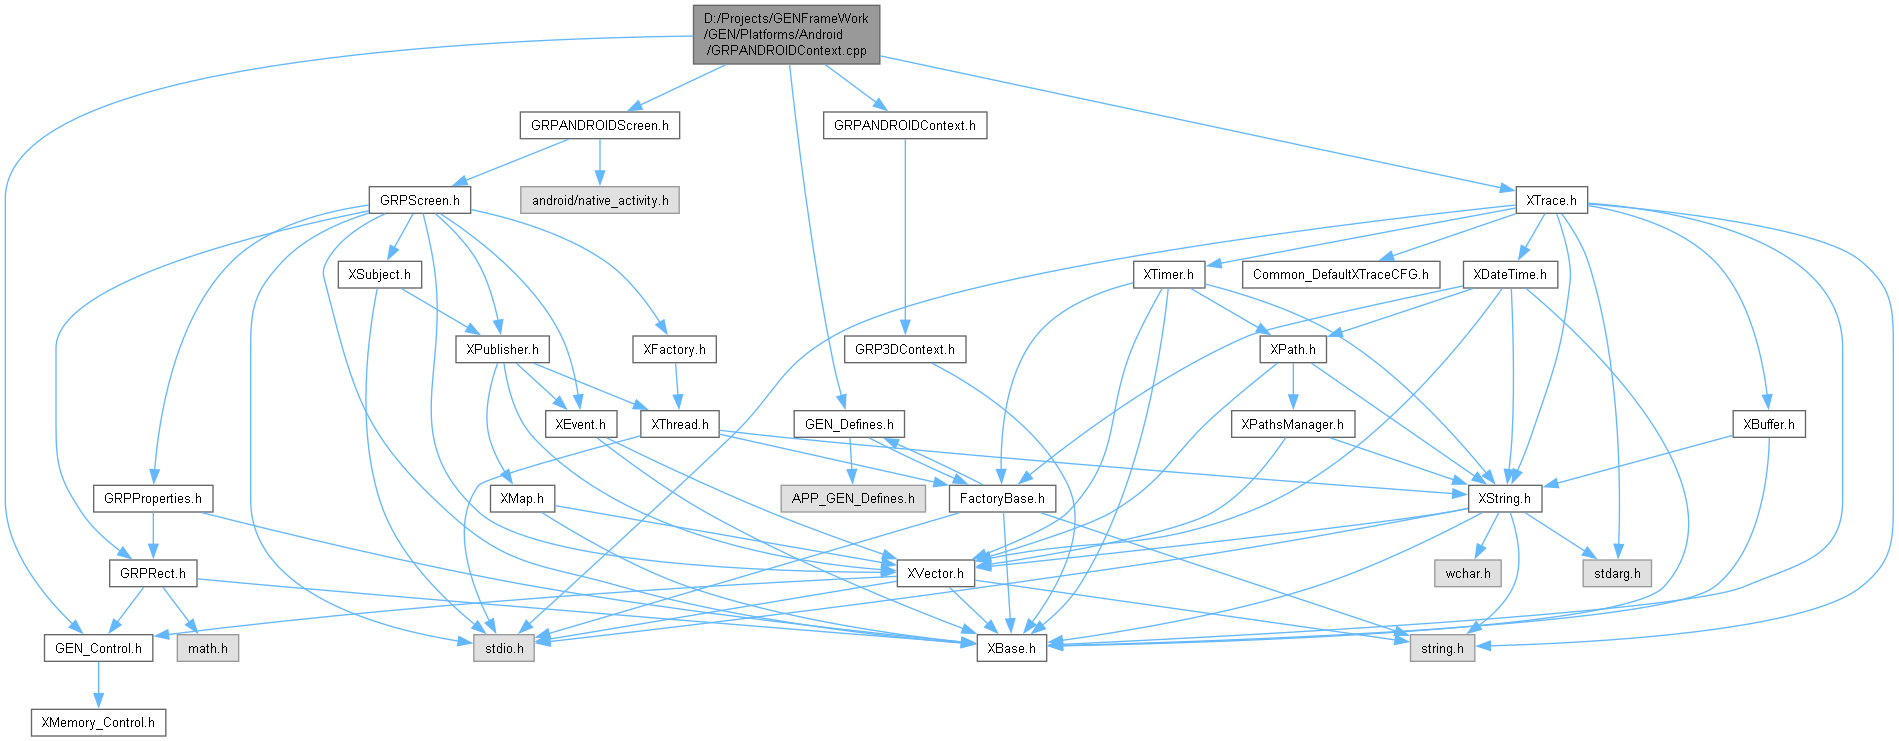 D:/Projects/GENFrameWork
/GEN/Platforms/Android
/GRPANDROIDContext.cpp
GRPANDROIDScreen.h
GRPANDROIDContext.h
GRPScreen.h
android/native_activity.h
XTrace.h
XSubject.h
XTimer.h
Common_DefaultXTraceCFG.h
XDateTime.h
XPublisher.h
XFactory.h
GRP3DContext.h
XPath.h
XEvent.h
XThread.h
GEN_Defines.h
XPathsManager.h
XBuffer.h
GRPProperties.h
XMap.h
APP_GEN_Defines.h
FactoryBase.h
XString.h
GRPRect.h
XVector.h
wchar.h
stdarg.h
GEN_Control.h
math.h
stdio.h
XBase.h
string.h
XMemory_Control.h